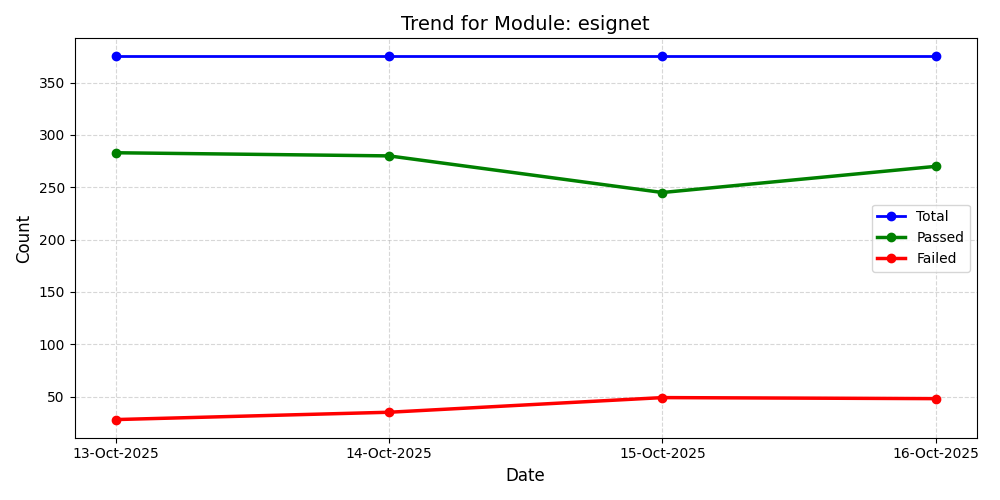 Trend for Module: esignet
350
300
250
200
150
100
50
Count
Total
Passed
Failed
13-Oct-2025
14-Oct-2025
15-Oct-2025
16-Oct-2025
Date